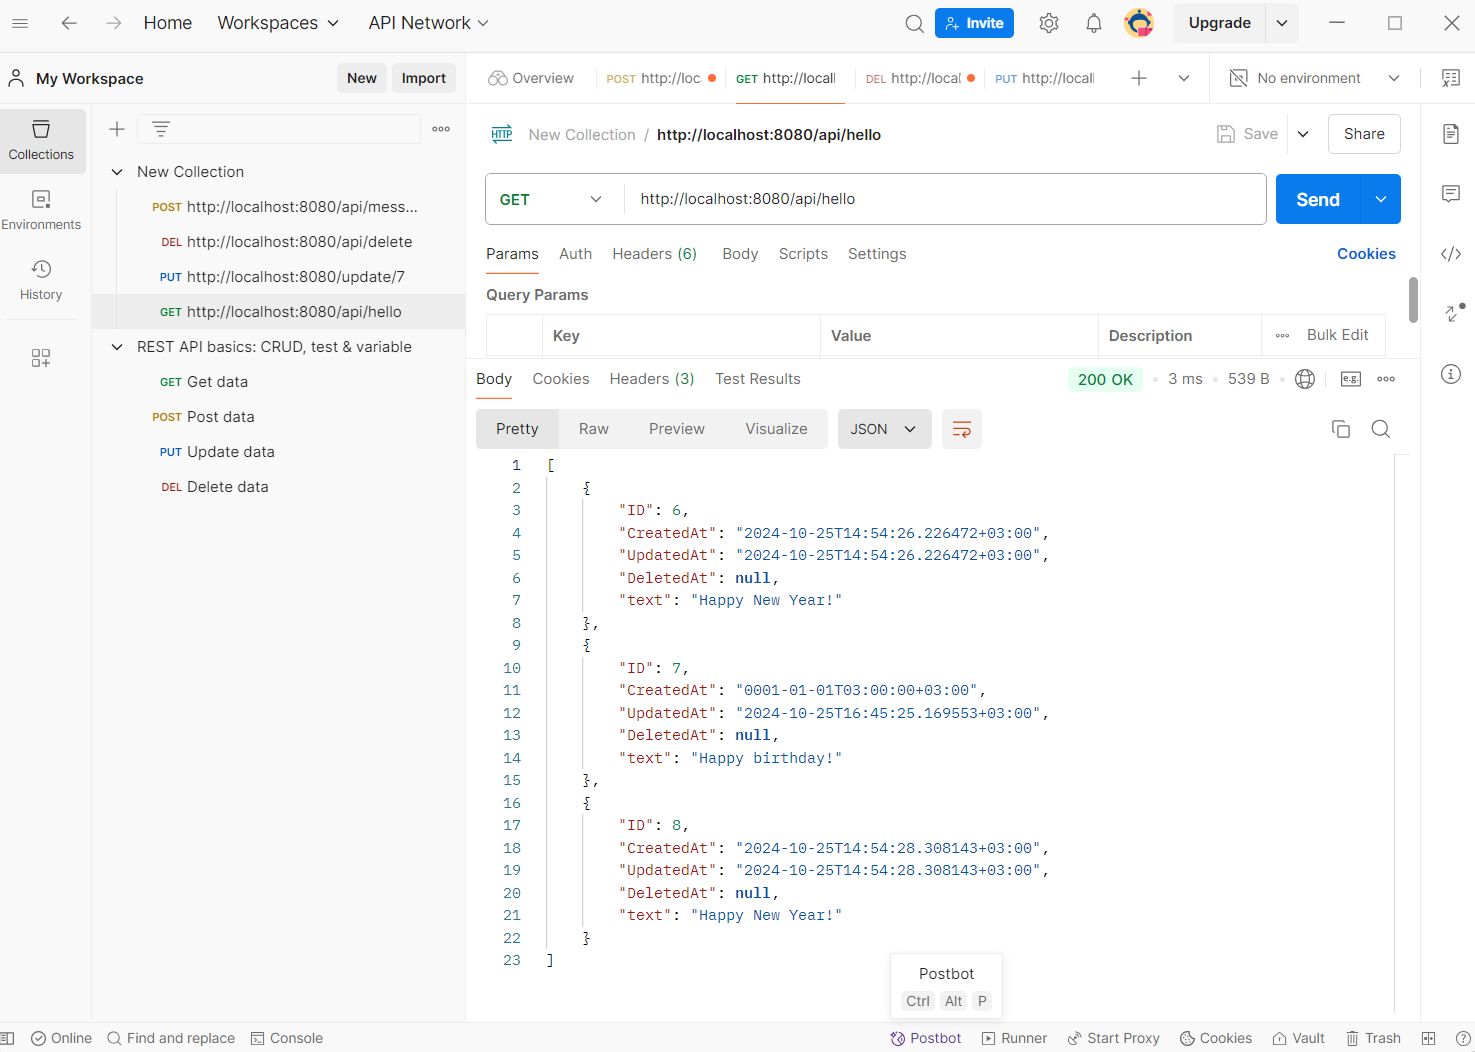 Home Workspaces API Network Invite Upgrade
My Workspace New Import
Overview POST http://loc GET http://locall DEL http://local PUT http://locall No environment
Collections
Environments
History
New Collection
POST http://localhost:8080/api/mess...
DEL http://localhost:8080/api/delete
PUT http://localhost:8080/update/7
GET http://localhost:8080/api/hello
REST API basics: CRUD, test & variable
GET Get data
POST Post data
PUT Update data
DEL Delete data
HTTP New Collection / http://localhost:8080/api/hello Save Share
GET http://localhost:8080/api/hello Send
Params Auth Headers (6) Body Scripts Settings Cookies
Query Params
Key Value Description Bulk Edit
Body Cookies Headers (3) Test Results 200 OK 3 ms 539 B e.g.
Pretty Raw Preview Visualize JSON
1 [
2 {
3 "ID": 6,
4 "CreatedAt": "2024-10-25T14:54:26.226472+03:00",
5 "UpdatedAt": "2024-10-25T14:54:26.226472+03:00",
6 "DeletedAt": null,
7 "text": "Happy New Year!"
8 },
9 {
10 "ID": 7,
11 "CreatedAt": "0001-01-01T03:00:00+03:00",
12 "UpdatedAt": "2024-10-25T16:45:25.169553+03:00",
13 "DeletedAt": null,
14 "text": "Happy birthday!"
15 },
16 {
17 "ID": 8,
18 "CreatedAt": "2024-10-25T14:54:28.308143+03:00",
19 "UpdatedAt": "2024-10-25T14:54:28.308143+03:00",
20 "DeletedAt": null,
21 "text": "Happy New Year!"
22 }
23 ]
Postbot
Ctrl Alt P
Online Find and replace Console Postbot Runner Start Proxy Cookies Vault Trash